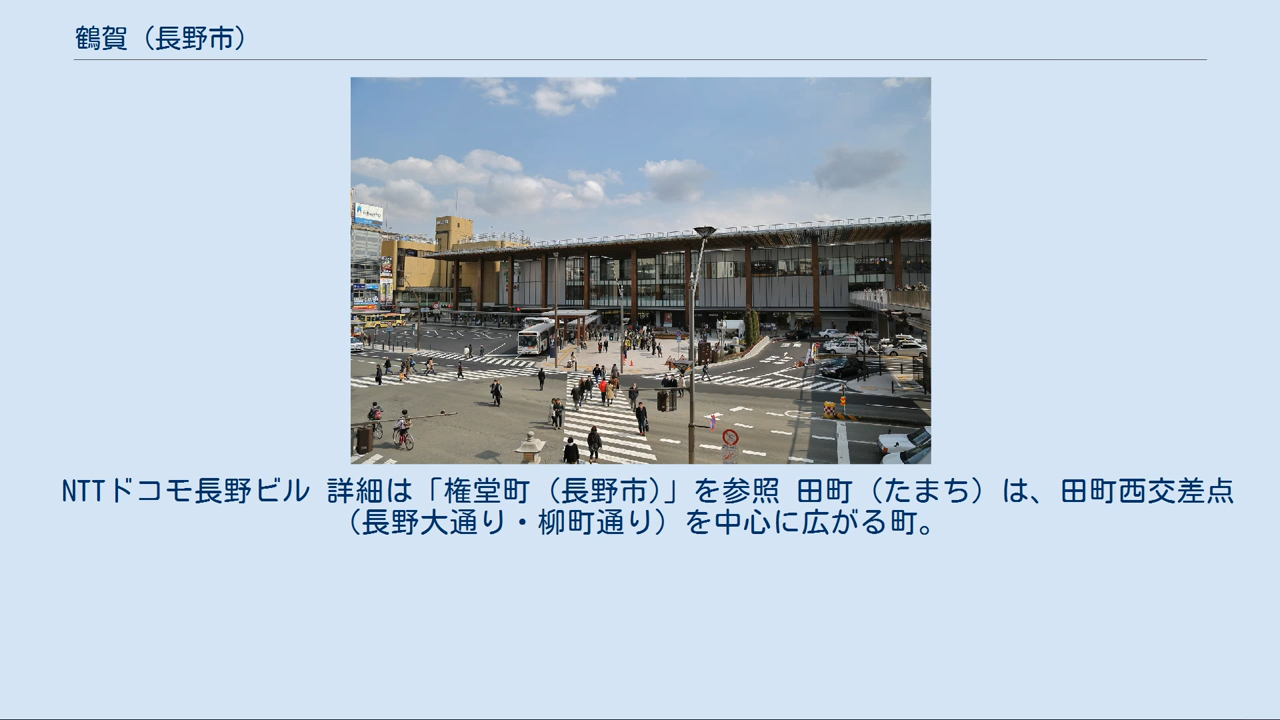 鶴賀（長野市）
NTTドコモ長野ビル 詳細は「権堂町（長野市）」を参照 田町（たまち）は、田町西交差点
（長野大通り・柳町通り）を中心に広がる町。